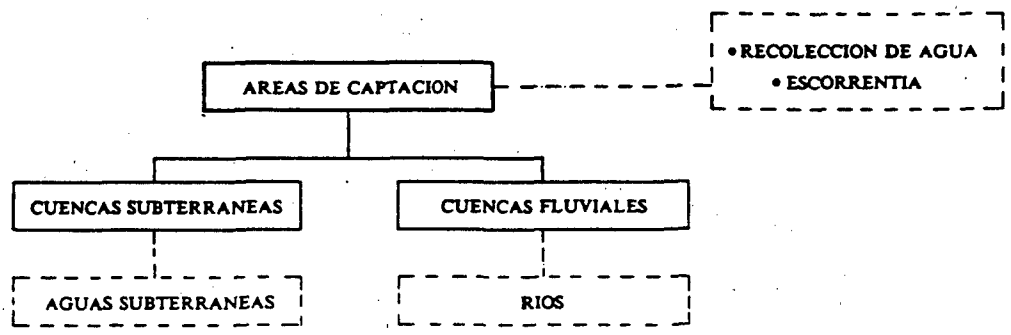 • RECOLECCION DE AGUA
• ESCORRENTIA
AREAS DE CAPTACION
CUENCAS SUBTERRANEAS
CUENCAS FLUVIALES
AGUAS SUBTERRANEAS
RIOS